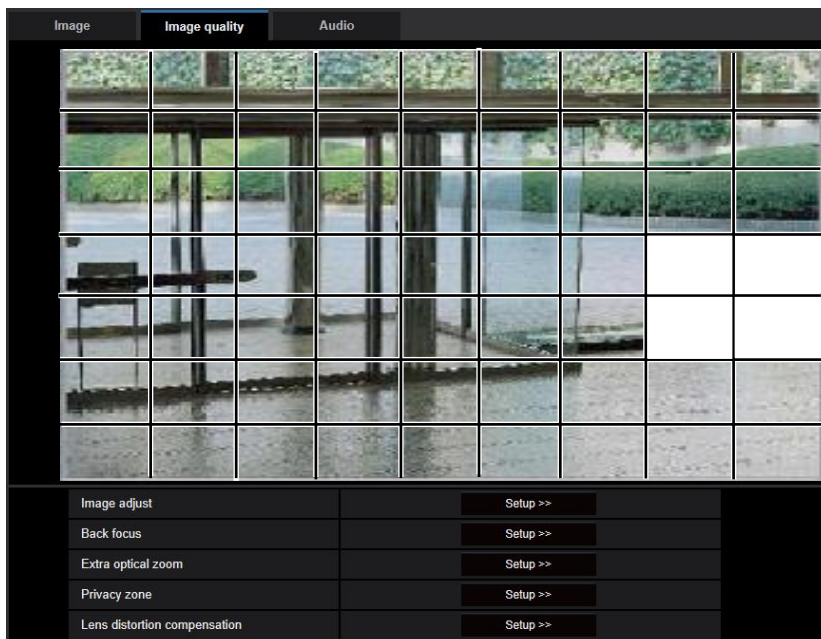 Image Image quality Audio
Image adjust Setup >>
Back focus Setup >>
Extra optical zoom Setup >>
Privacy zone Setup >>
Lens distortion compensation Setup >>